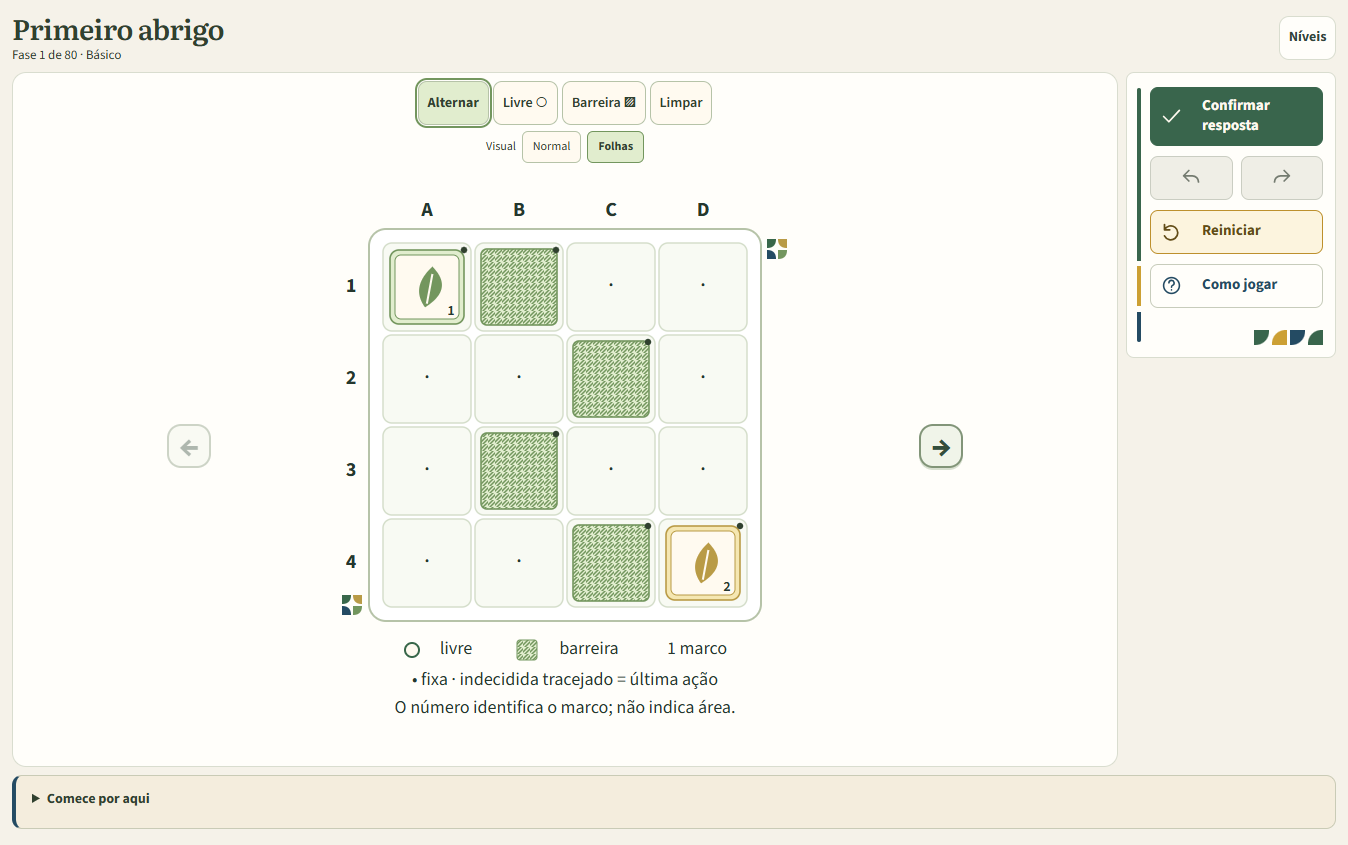 Primeiro abrigo
Fase 1 de 80 · Básico
Níveis
Alternar
Livre
Barreira
Limpar
Visual
Normal
Folhas
Confirmar
resposta
Reiniciar
Como jogar
A B C D
1
1
2
3
4
2
livre
barreira
1 marco
• fixa · indecidida tracejado = última ação
O número identifica o marco; não indica área.
Comece por aqui